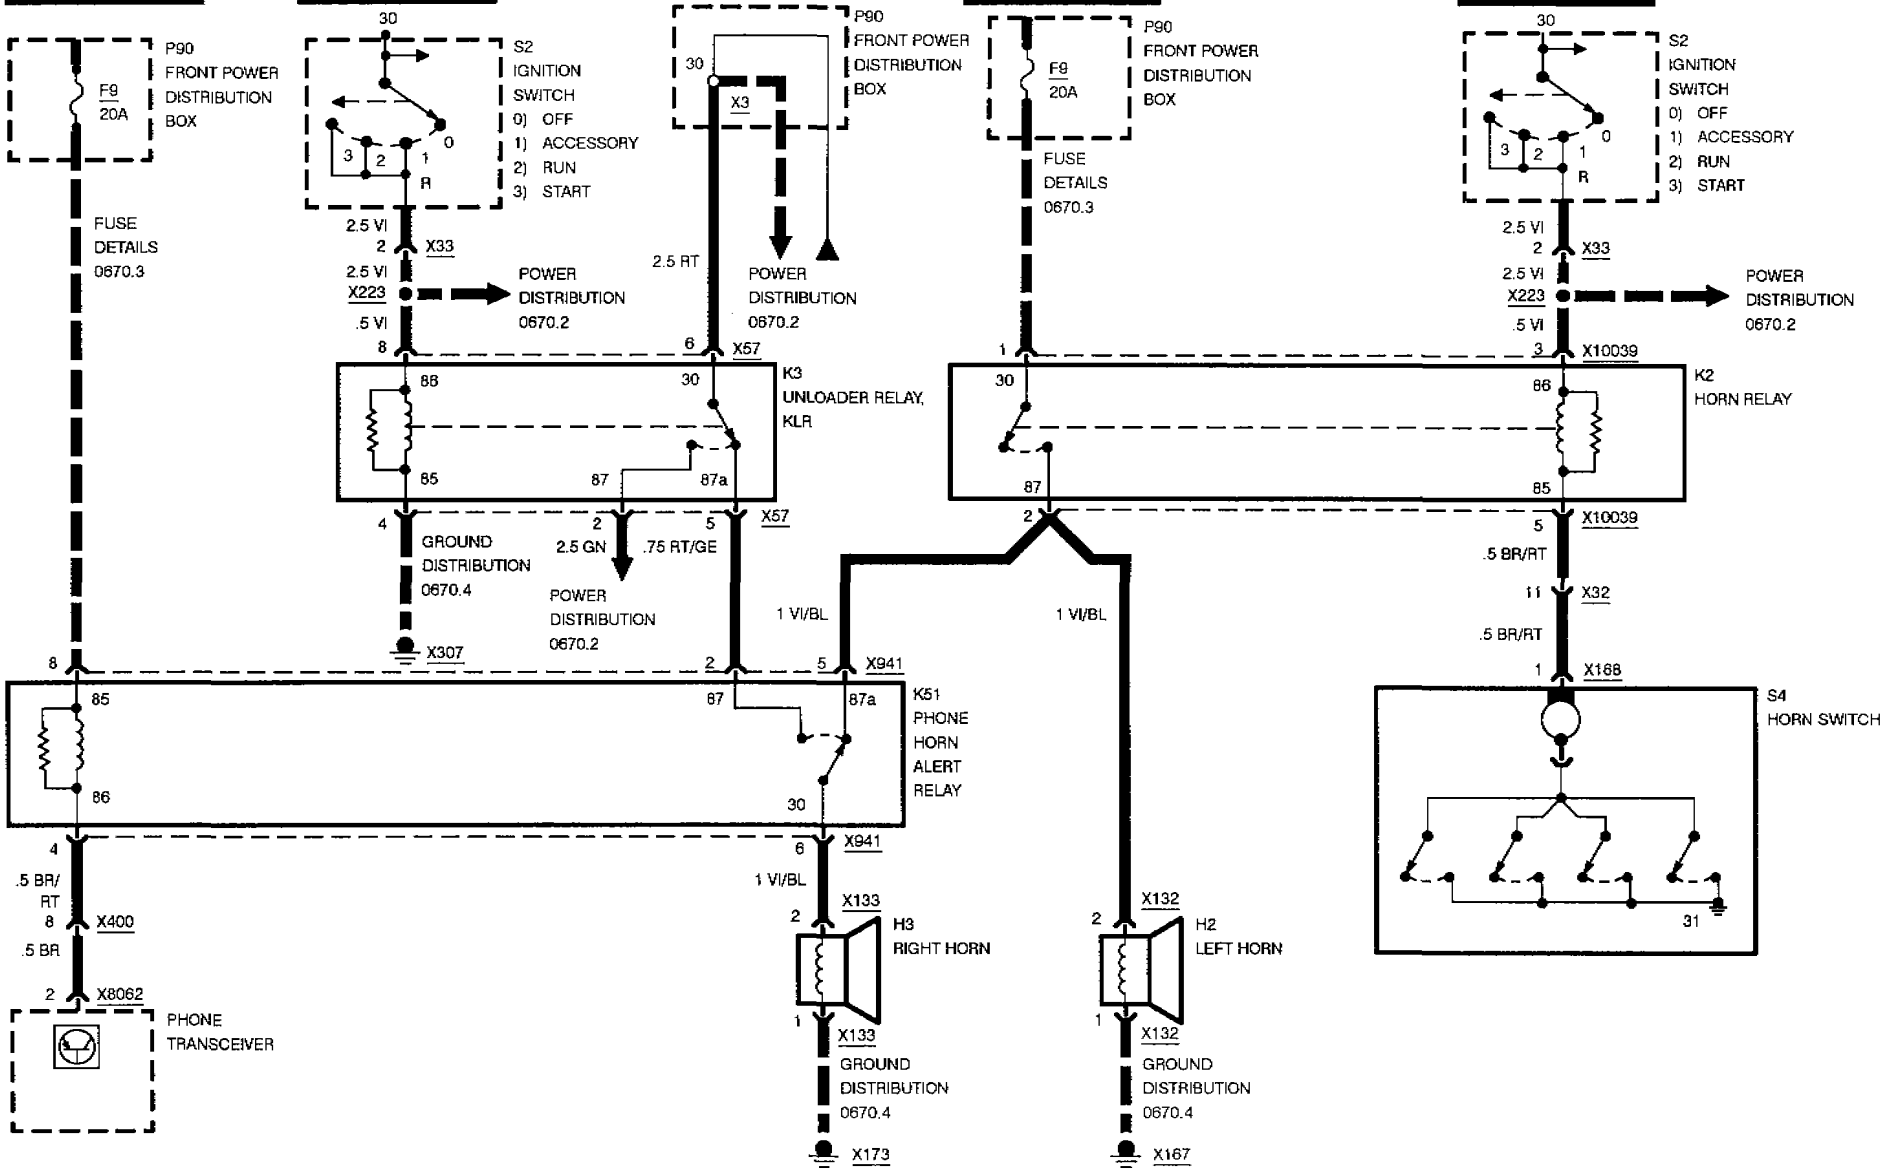 30
P90
FRONT POWER
DISTRIBUTION
BOX
F9
20A
FUSE
DETAILS
0670.3
S2
IGNITION
SWITCH
0) OFF
1) ACCESSORY
2) RUN
3) START
0
3
2
1
R
2.5 VI
2
X33
2.5 VI
X223
POWER
DISTRIBUTION
0670.2
.5 VI
8
P90
FRONT POWER
DISTRIBUTION
BOX
30
X3
2.5 RT
POWER
DISTRIBUTION
0670.2
6
X57
P90
FRONT POWER
DISTRIBUTION
BOX
F9
20A
FUSE
DETAILS
0670.3
1
30
S2
IGNITION
SWITCH
0) OFF
1) ACCESSORY
2) RUN
3) START
0
3
2
1
R
2.5 VI
2
X33
2.5 VI
X223
POWER
DISTRIBUTION
0670.2
.5 VI
3
X10039
86
30
K3
UNLOADER RELAY,
KLR
85
87
87a
4
2
5
X57
30
86
K2
HORN RELAY
87
85
2
5
X10039
GROUND
DISTRIBUTION
0670.4
X307
2.5 GN
.75 RT/GE
POWER
DISTRIBUTION
0670.2
1 VI/BL
1 VI/BL
.5 BR/RT
11
X32
.5 BR/RT
1
X168
8
2
5
X941
85
87
87a
K51
PHONE
HORN
ALERT
RELAY
86
30
4
6
X941
S4
HORN SWITCH
31
.5 BR/
RT
8
X400
.5 BR
2
X8062
PHONE
TRANSCEIVER
1 VI/BL
X133
2
H3
RIGHT HORN
1
X133
GROUND
DISTRIBUTION
0670.4
X173
X132
2
H2
LEFT HORN
1
X132
GROUND
DISTRIBUTION
0670.4
X167